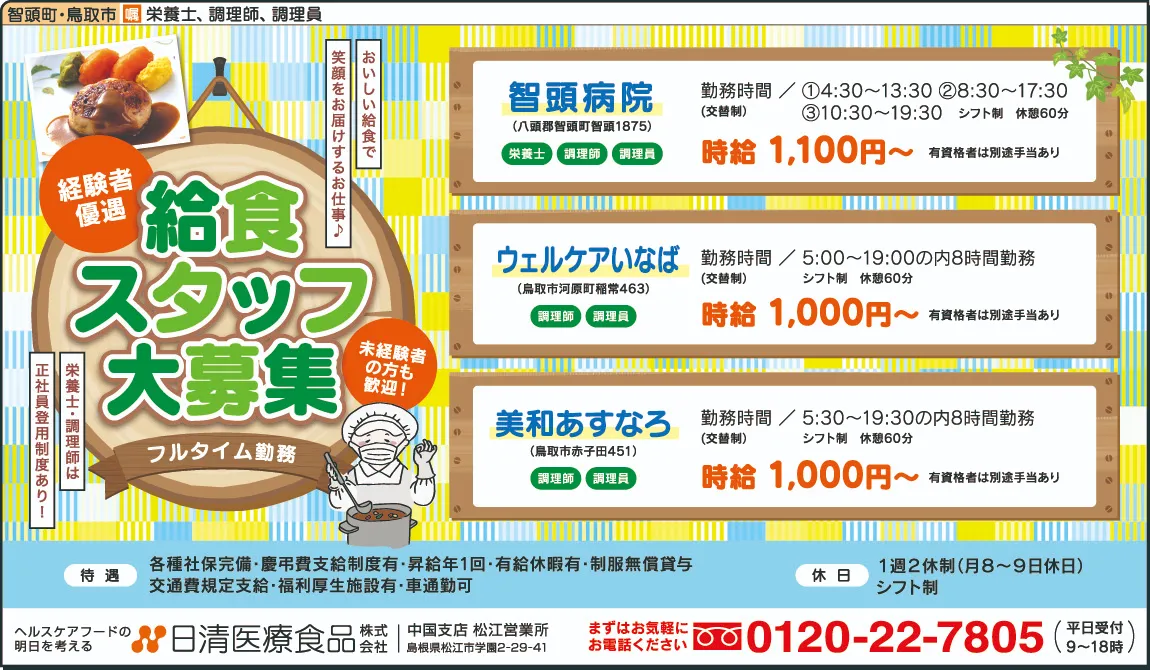 智頭町・鳥取市 嘱 栄養士、調理師、調理員
おいしい給食で
笑顔をお届けするお仕事♪
経験者
優遇
給食
スタッフ
大募集
フルタイム勤務
未経験者
の方も
歓迎！
栄養士・調理師は
正社員登用制度あり！
智頭病院
(八頭郡智頭町智頭1875)
栄養士 調理師 調理員
勤務時間 ／ ①4:30〜13:30 ②8:30〜17:30
(交替制) ③10:30〜19:30 シフト制 休憩60分
時給 1,100円〜 有資格者は別途手当あり
ウェルケアいなば
(鳥取市河原町稲常463)
調理師 調理員
勤務時間 ／ 5:00〜19:00の内8時間勤務
(交替制) シフト制 休憩60分
時給 1,000円〜 有資格者は別途手当あり
美和あすなろ
(鳥取市赤子田451)
調理師 調理員
勤務時間 ／ 5:30〜19:30の内8時間勤務
(交替制) シフト制 休憩60分
時給 1,000円〜 有資格者は別途手当あり
待遇 各種社保完備・慶弔費支給制度有・昇給年1回・有給休暇有・制服無償貸与
交通費規定支給・福利厚生施設有・車通勤可
休日 1週2休制(月8〜9日休日)
シフト制
ヘルスケアフードの
明日を考える
日清医療食品 株式会社
中国支店 松江営業所
島根県松江市学園2-29-41
まずはお気軽に
お電話ください
0120-22-7805 (平日受付 9〜18時)